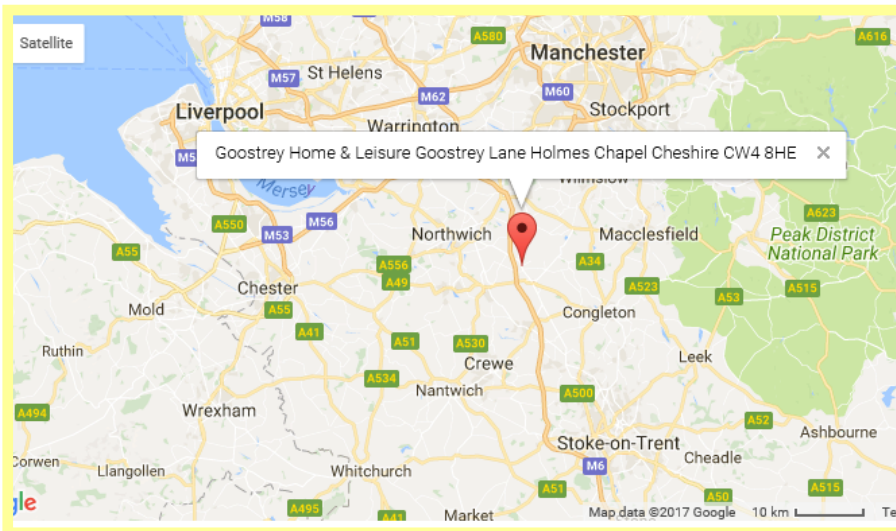 M58
A580
A616
Satellite
Manchester
St Helens
M57
M62
M60
Liverpool
Stockport
Warrington
Goostrey Home & Leisure Goostrey Lane Holmes Chapel Cheshire CW4 8HE ×
Mersey
Wilmslow
A550
M56
A623
M53
Northwich
Macclesfield
Peak District
National Park
A55
A556
A34
A49
Chester
A523
A515
A53
Mold
A55
Congleton
A41
A51
A530
Ruthin
Crewe
Leek
A534
Nantwich
A500
A494
Wrexham
A52
Stoke-on-Trent
Ashbourne
Corwen
Llangollen
Whitchurch
M6
Cheadle
A51
A515
A50
A495
A41
Market
Map data ©2017 Google
10 km